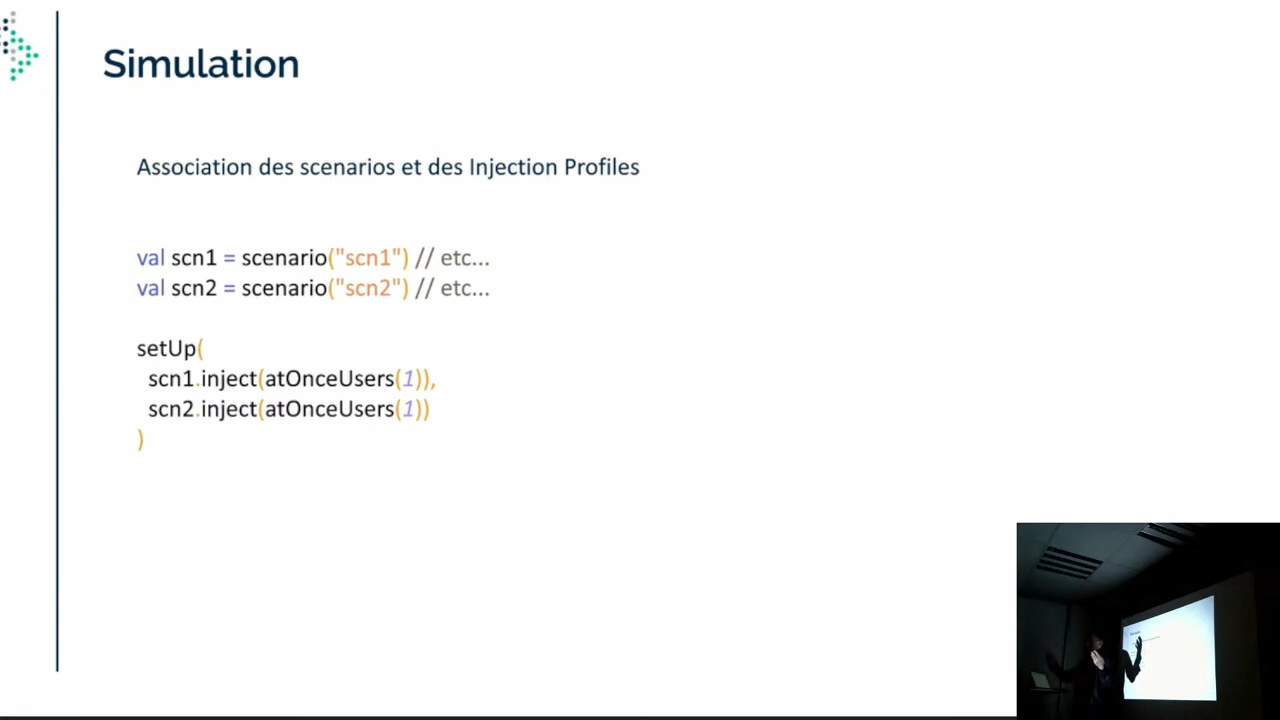 Simulation
Association des scenarios et des Injection Profiles
val scn1 = scenario("scn1") // etc...
val scn2 = scenario("scn2") // etc...
setUp(
scn1.inject(atOnceUsers(1)),
scn2.inject(atOnceUsers(1))
)